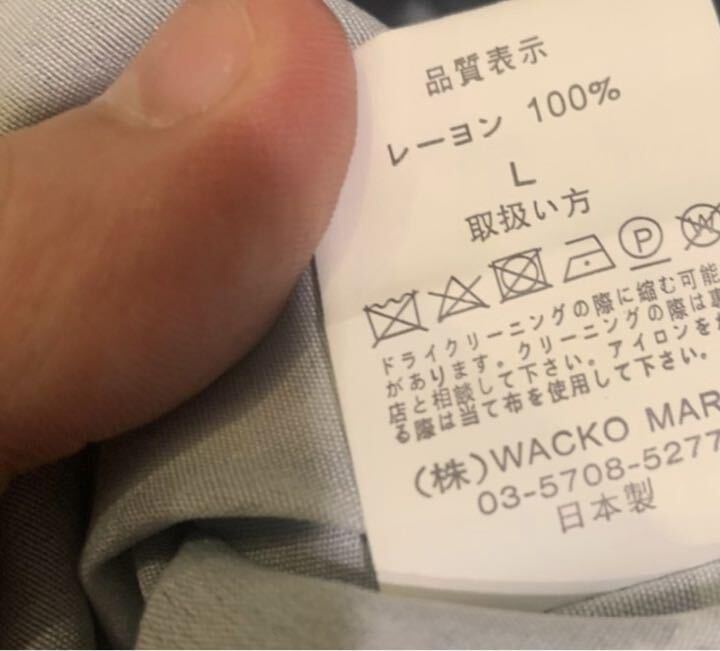 品質表示
レーヨン 100%
L
取扱い方
P W
ドライクリーニングの際に縮む可能
があります。クリーニングの際は専
店と相談して下さい。アイロンをか
る際は当て布を使用して下さい。
(株)WACKO MAR
03-5708-5277
日本製